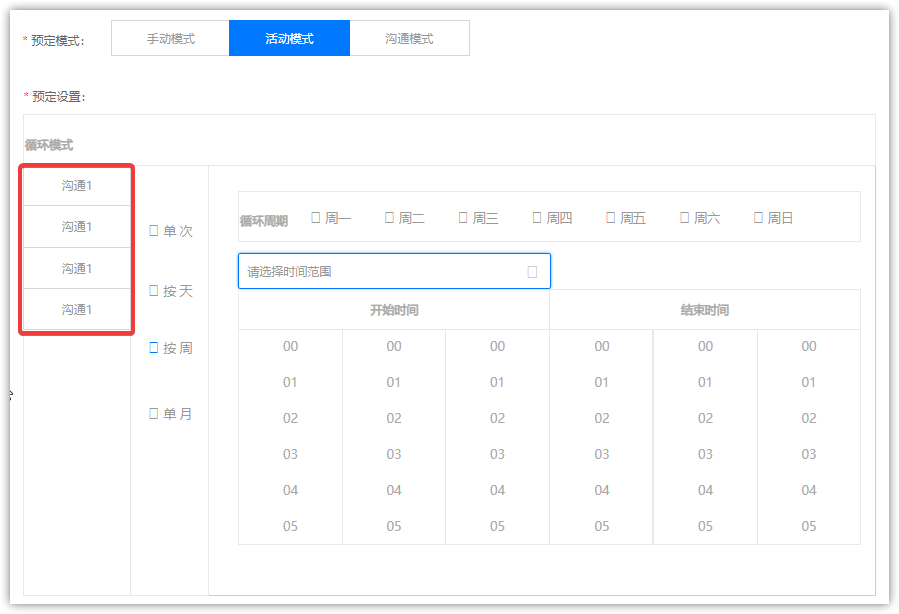 * 预定模式: 手动模式 活动模式 沟通模式
* 预定设置:
循环模式
沟通1
沟通1
沟通1
沟通1
单次
按天
按周
单月
循环周期 周一 周二 周三 周四 周五 周六 周日
请选择时间范围
开始时间 结束时间
00 00 00 00 00 00
01 01 01 01 01 01
02 02 02 02 02 02
03 03 03 03 03 03
04 04 04 04 04 04
05 05 05 05 05 05